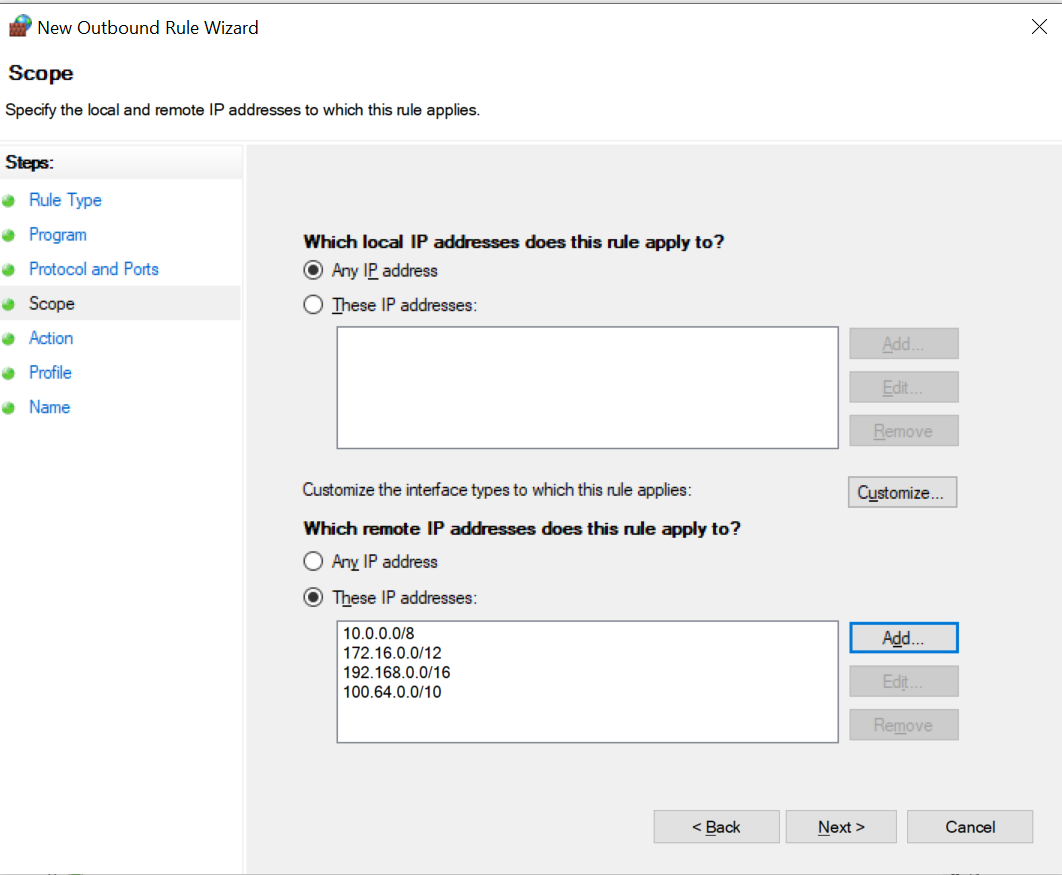 New Outbound Rule Wizard
Scope
Specify the local and remote IP addresses to which this rule applies.
Steps:
Rule Type
Program
Protocol and Ports
Scope
Action
Profile
Name
Which local IP addresses does this rule apply to?
Any IP address
These IP addresses:
Add...
Edit...
Remove
Customize the interface types to which this rule applies:
Customize...
Which remote IP addresses does this rule apply to?
Any IP address
These IP addresses:
10.0.0.0/8
172.16.0.0/12
192.168.0.0/16
100.64.0.0/10
Add...
Edit...
Remove
< Back
Next >
Cancel